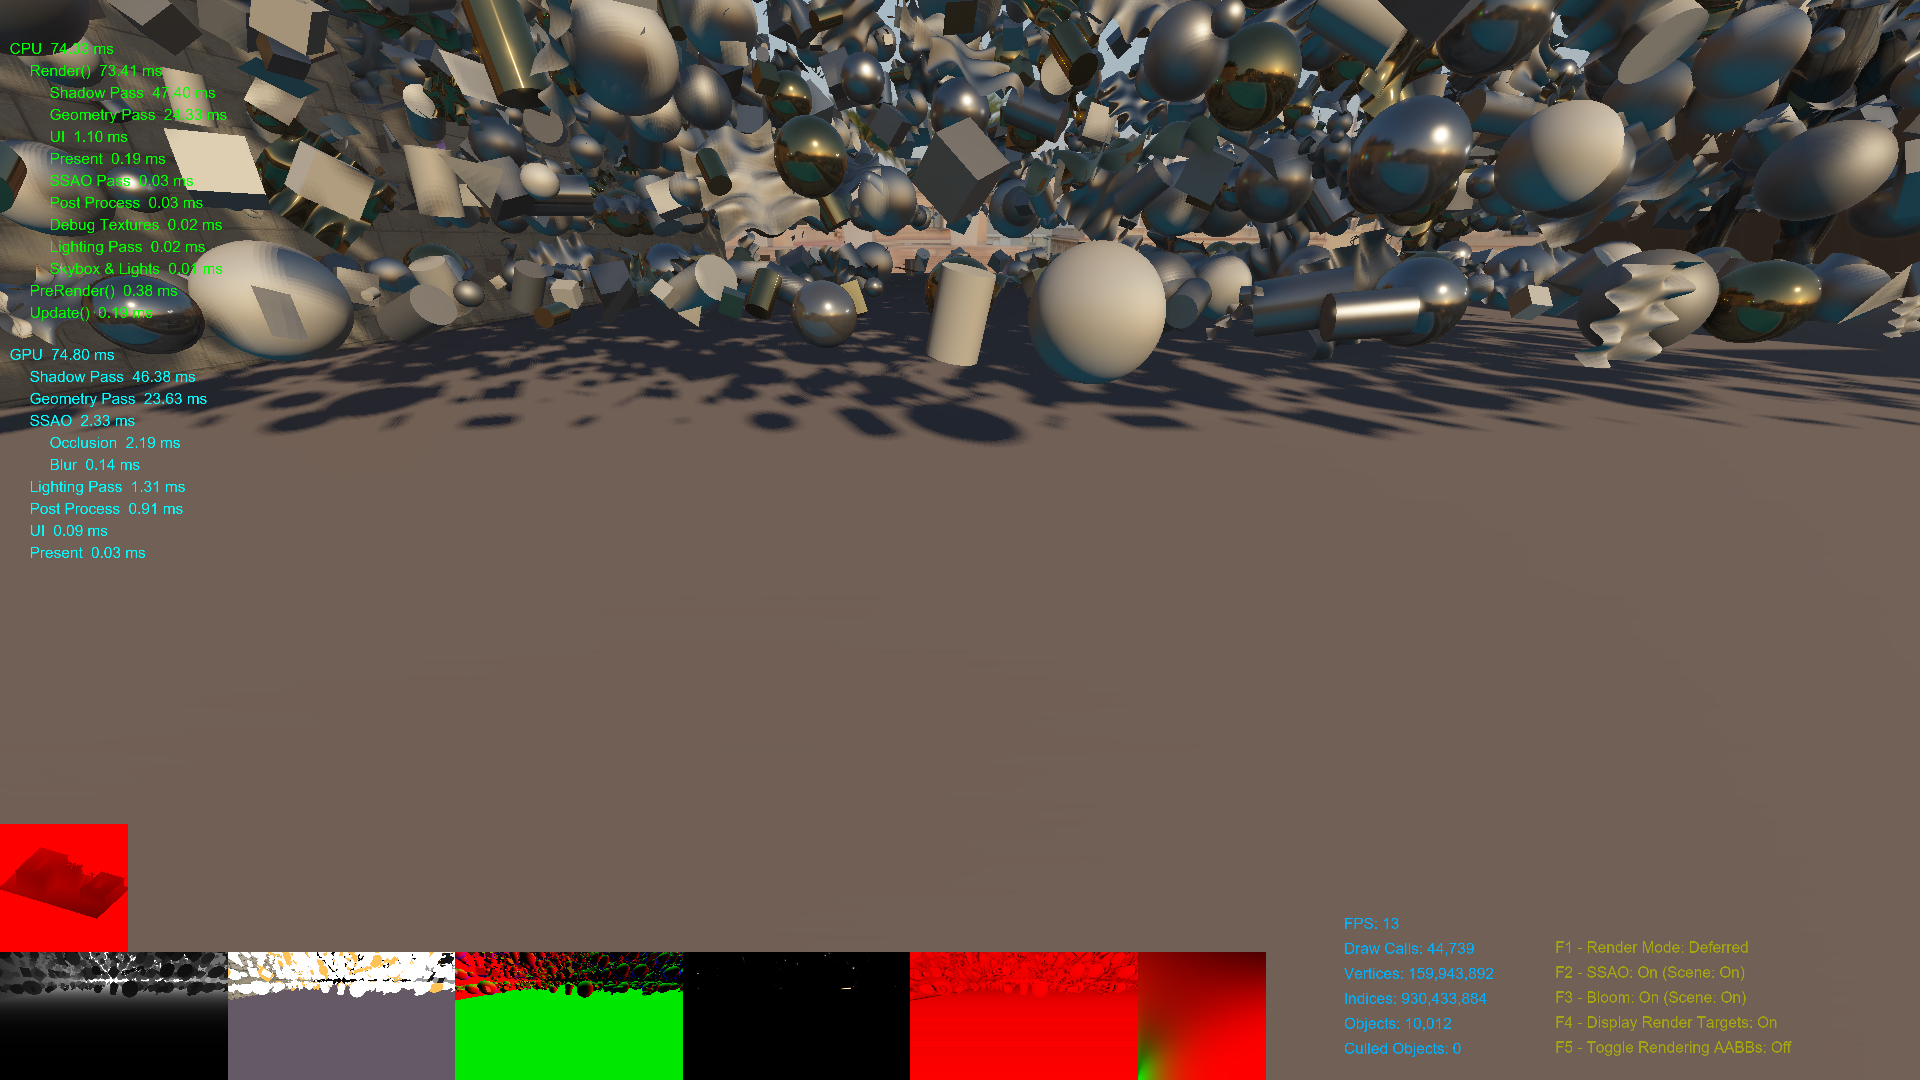 CPU 74.13 ms
Render() 73.41 ms
Shadow Pass 47.40 ms
Geometry Pass 24.33 ms
UI 1.10 ms
Present 0.19 ms
SSAO Pass 0.03 ms
Post Process 0.03 ms
Debug Textures 0.02 ms
Lighting Pass 0.02 ms
Skybox & Lights 0.01 ms
PreRender() 0.38 ms
Update() ms
GPU 74.80 ms
Shadow Pass 46.38 ms
Geometry Pass 23.63 ms
SSAO 2.33 ms
Occlusion 2.19 ms
Blur 0.14 ms
Lighting Pass 1.31 ms
Post Process 0.91 ms
UI 0.09 ms
Present 0.03 ms
FPS: 13
Draw Calls: 44,739
Vertices: 159,943,892
Indices: 930,433,884
Objects: 10,012
Culled Objects: 0
F1 - Render Mode: Deferred
F2 - SSAO: On (Scene: On)
F3 - Bloom: On (Scene: On)
F4 - Display Render Targets: On
F5 - Toggle Rendering AABBs: Off